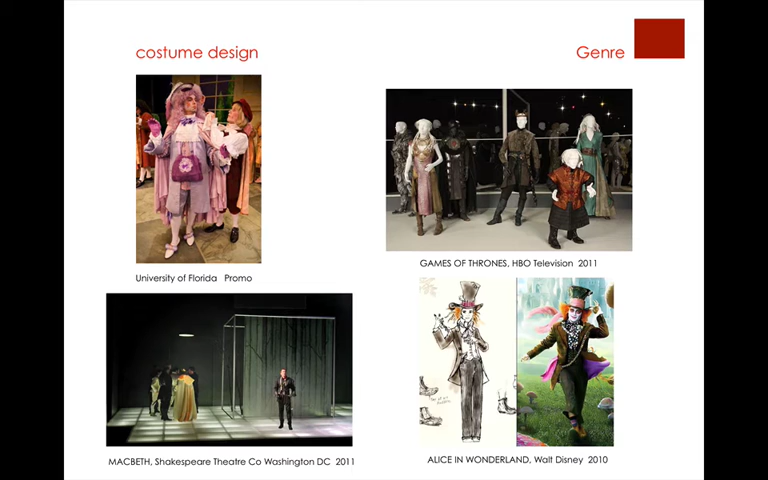 costume design
Genre
University of Florida Promo
GAMES OF THRONES, HBO Television 2011
MACBETH, Shakespeare Theatre Co Washington DC 2011
ALICE IN WONDERLAND, Walt Disney 2010